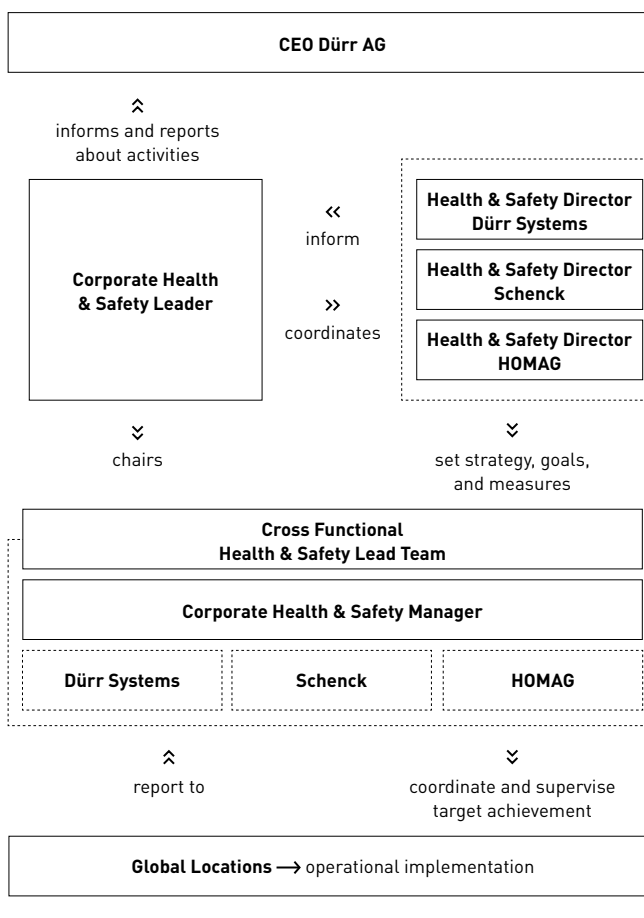 CEO Dürr AG
informs and reports
about activities
Corporate Health
& Safety Leader
inform
coordinates
Health & Safety Director
Dürr Systems
Health & Safety Director
Schenck
Health & Safety Director
HOMAG
chairs
set strategy, goals,
and measures
Cross Functional
Health & Safety Lead Team
Corporate Health & Safety Manager
Dürr Systems
Schenck
HOMAG
report to
coordinate and supervise
target achievement
Global Locations → operational implementation